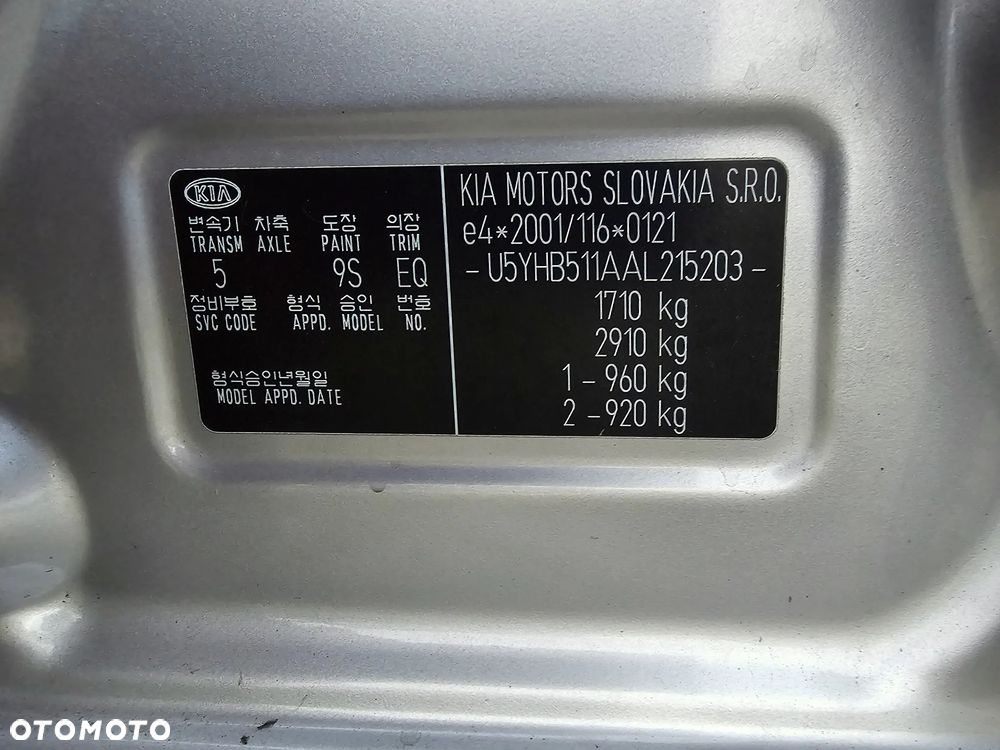 KIA
변속기 차축 도장 의장
TRANSM AXLE PAINT TRIM
5 9S EQ
정비부호 형식 승인 번호
SVC CODE APPD. MODEL NO.
형식승인년월일
MODEL APPD. DATE
KIA MOTORS SLOVAKIA S.R.O.
e4*2001/116*0121
- U5YHB511AAL215203 -
1710 kg
2910 kg
1 - 960 kg
2 - 920 kg
OTOMOTO